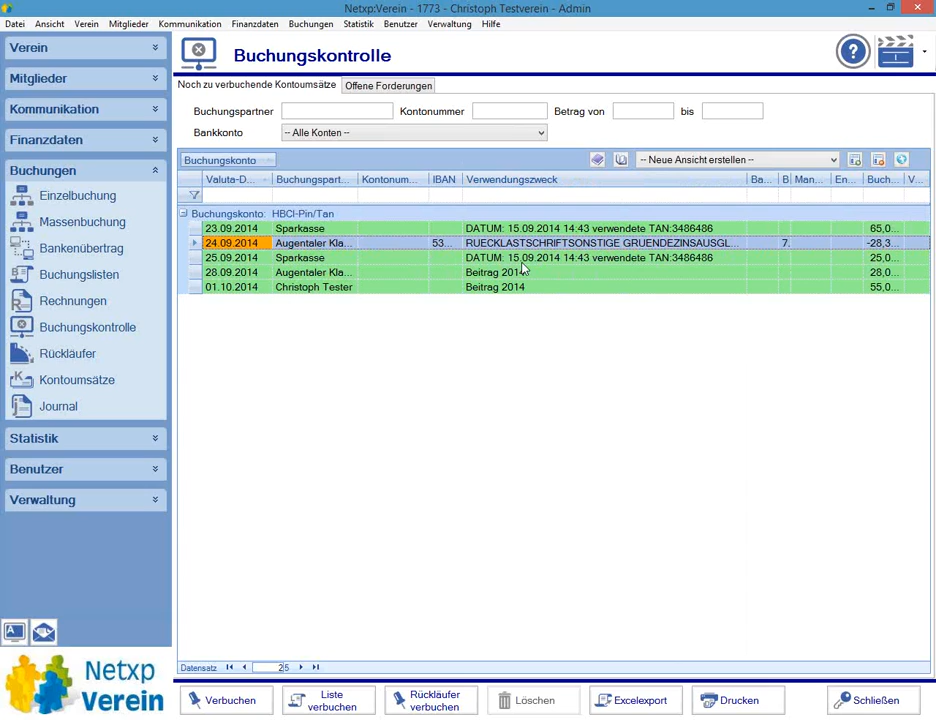 Netxp:Verein - 1773 - Christoph Testverein - Admin
Datei Ansicht Verein Mitglieder Kommunikation Finanzdaten Buchungen Statistik Benutzer Verwaltung Hilfe
Verein
Mitglieder
Kommunikation
Finanzdaten
Buchungen
Einzelbuchung
Massenbuchung
Bankenübertrag
Buchungslisten
Rechnungen
Buchungskontrolle
Rückläufer
Kontoumsätze
Journal
Statistik
Benutzer
Verwaltung
Netxp
Verein
Buchungskontrolle
Noch zu verbuchende Kontoumsätze Offene Forderungen
Buchungspartner Kontonummer Betrag von bis
Bankkonto -- Alle Konten --
Buchungskonto -- Neue Ansicht erstellen --
Valuta-D... Buchungspart... Kontonum... IBAN Verwendungszweck Ba... B Man... En... Buch... V...
Buchungskonto: HBCI-Pin/Tan
23.09.2014 Sparkasse DATUM: 15.09.2014 14:43 verwendete TAN:3486486 65,0...
24.09.2014 Augentaler Kla... 53... RUECKLASTSCHRIFTSONSTIGE GRUENDEZINSAUSGL... 7. -28,3...
25.09.2014 Sparkasse DATUM: 15.09.2014 14:43 verwendete TAN:3486486 25,0...
28.09.2014 Augentaler Kla... Beitrag 2014 28,0...
01.10.2014 Christoph Tester Beitrag 2014 55,0...
Datensatz 2/5
Verbuchen
Liste verbuchen
Rückläufer verbuchen
Löschen
Excelexport
Drucken
Schließen